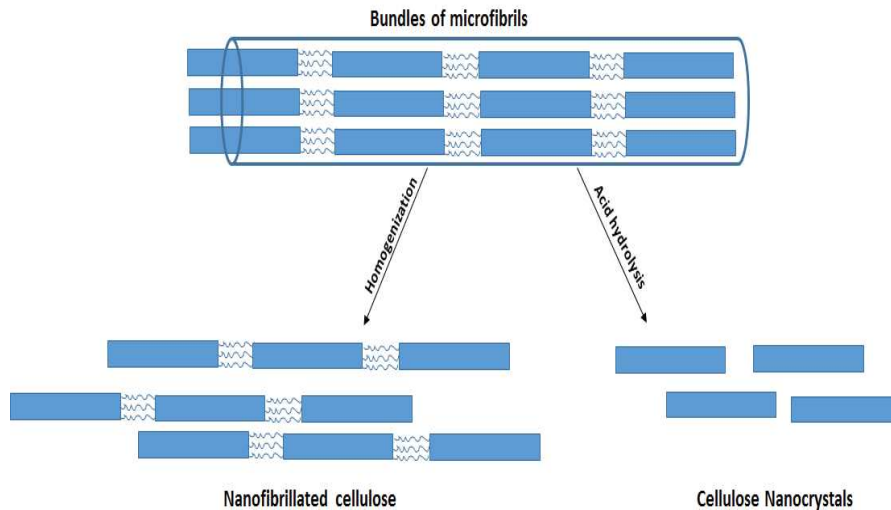 Bundles of microfibrils
Homogenization
Acid hydrolysis
Nanofibrillated cellulose
Cellulose Nanocrystals